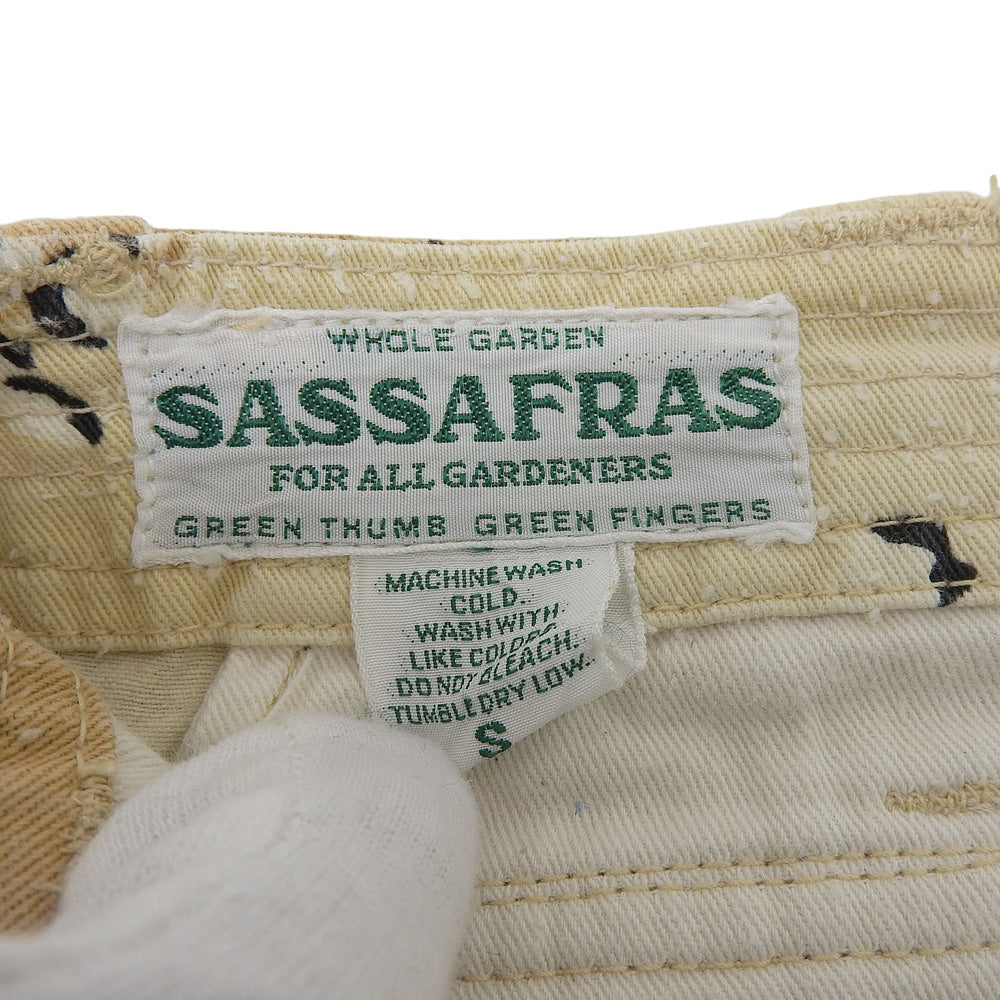 WHOLE GARDEN
SASSAFRAS
FOR ALL GARDENERS
GREEN THUMB GREEN FINGERS
MACHINE WASH
COLD.
WASH WITH
LIKE COLORS.
DO NOT BLEACH.
TUMBLE DRY LOW.
S